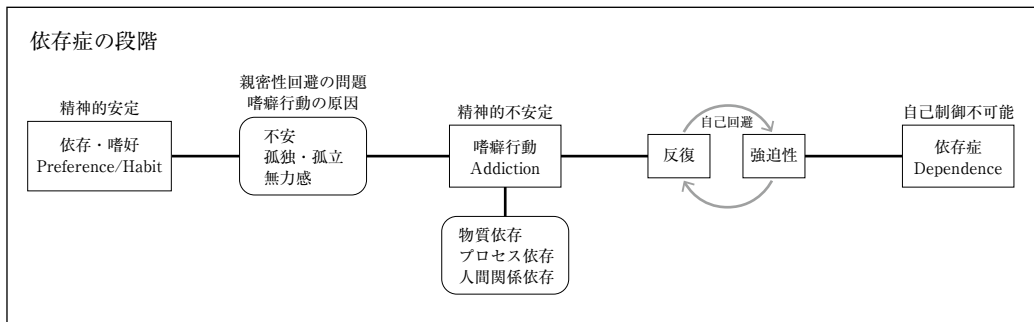 依存症の段階
精神的安定
依存・嗜好
Preference/Habit
親密性回避の問題
嗜癖行動の原因
不安
孤独・孤立
無力感
精神的不安定
嗜癖行動
Addiction
物質依存
プロセス依存
人間関係依存
自己回避
反復
強迫性
自己制御不可能
依存症
Dependence